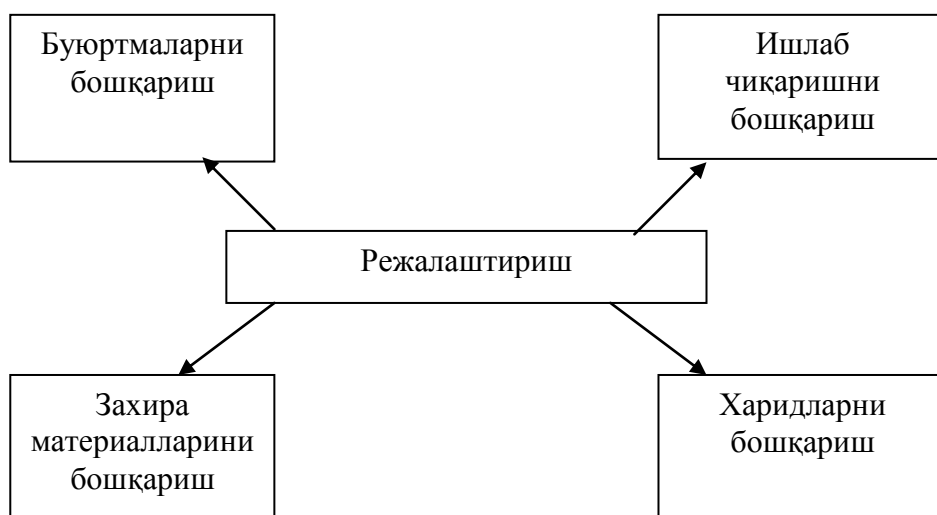 Буюртмаларни
бошқариш
Ишлаб
чиқаришни
бошқариш
Режалаштириш
Захира
материалларини
бошқариш
Харидларни
бошқариш